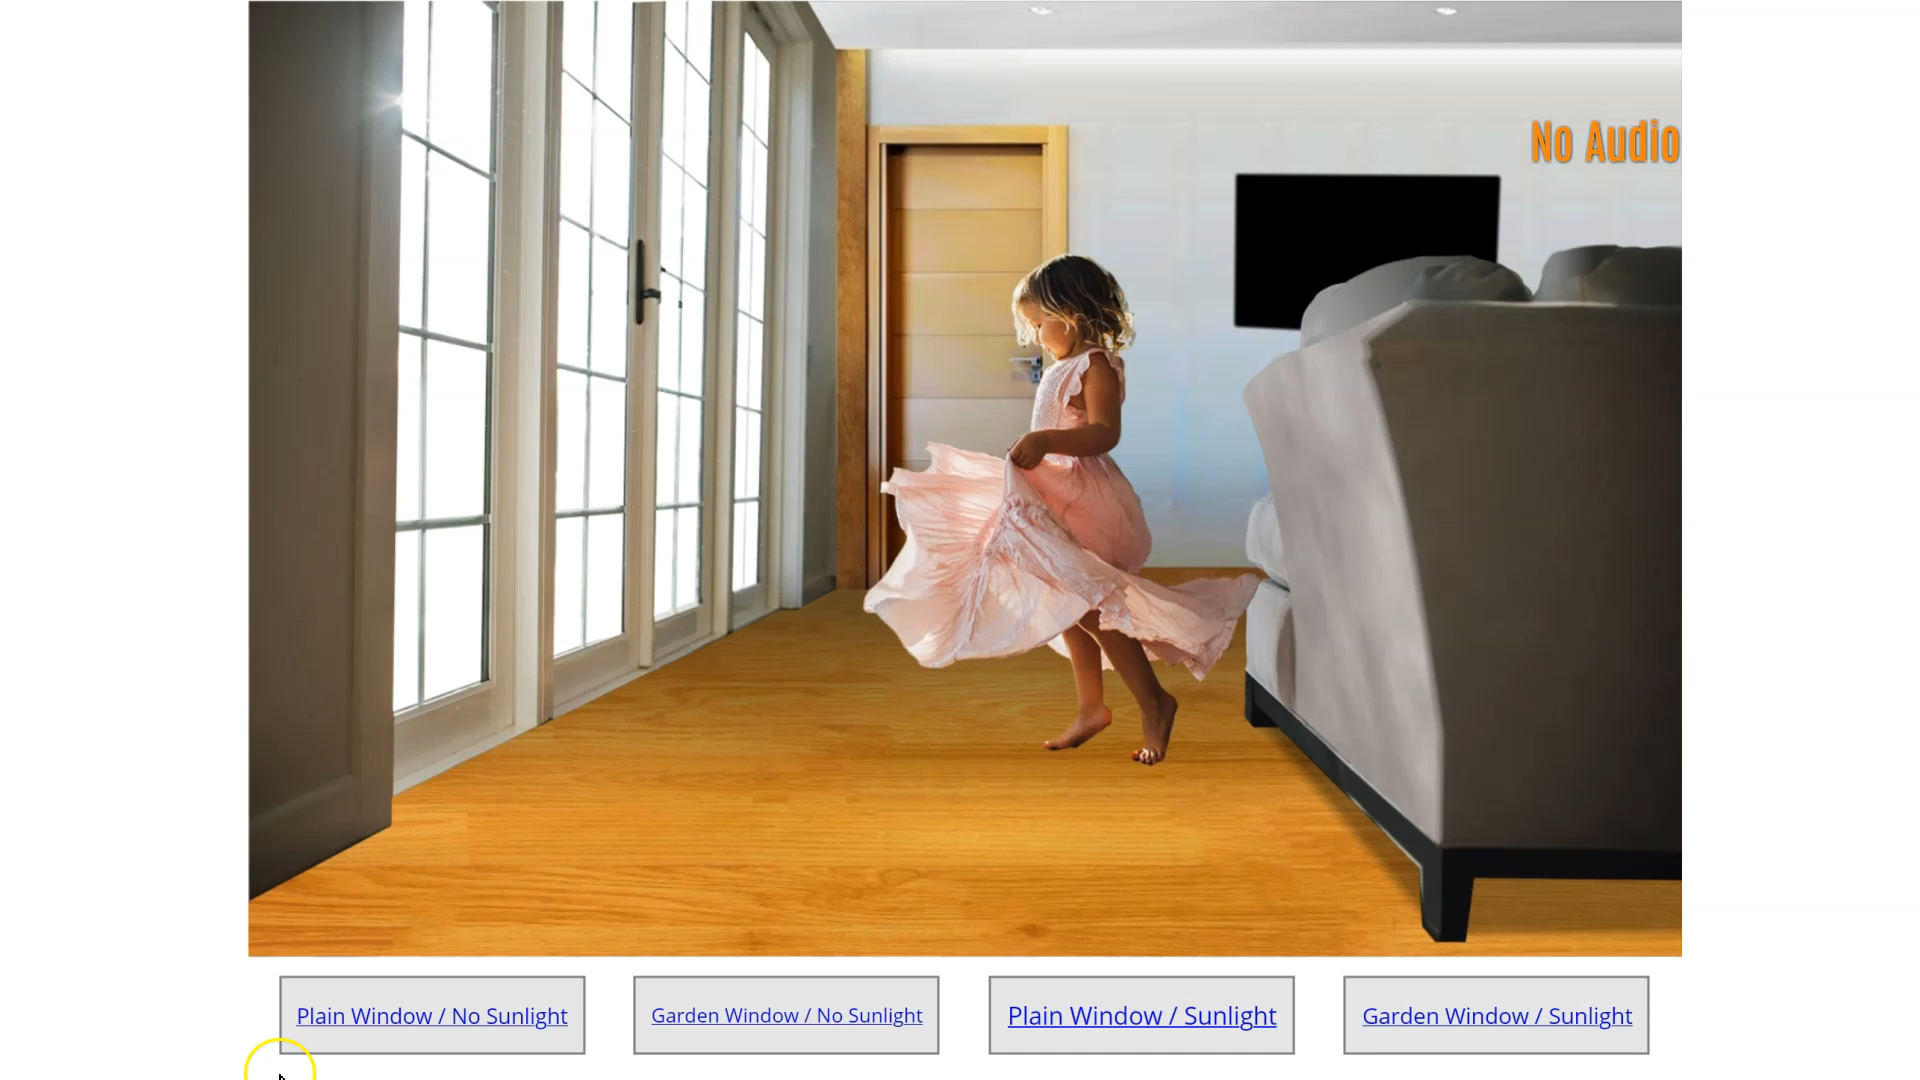 No Audio
Plain Window / No Sunlight
Garden Window / No Sunlight
Plain Window / Sunlight
Garden Window / Sunlight